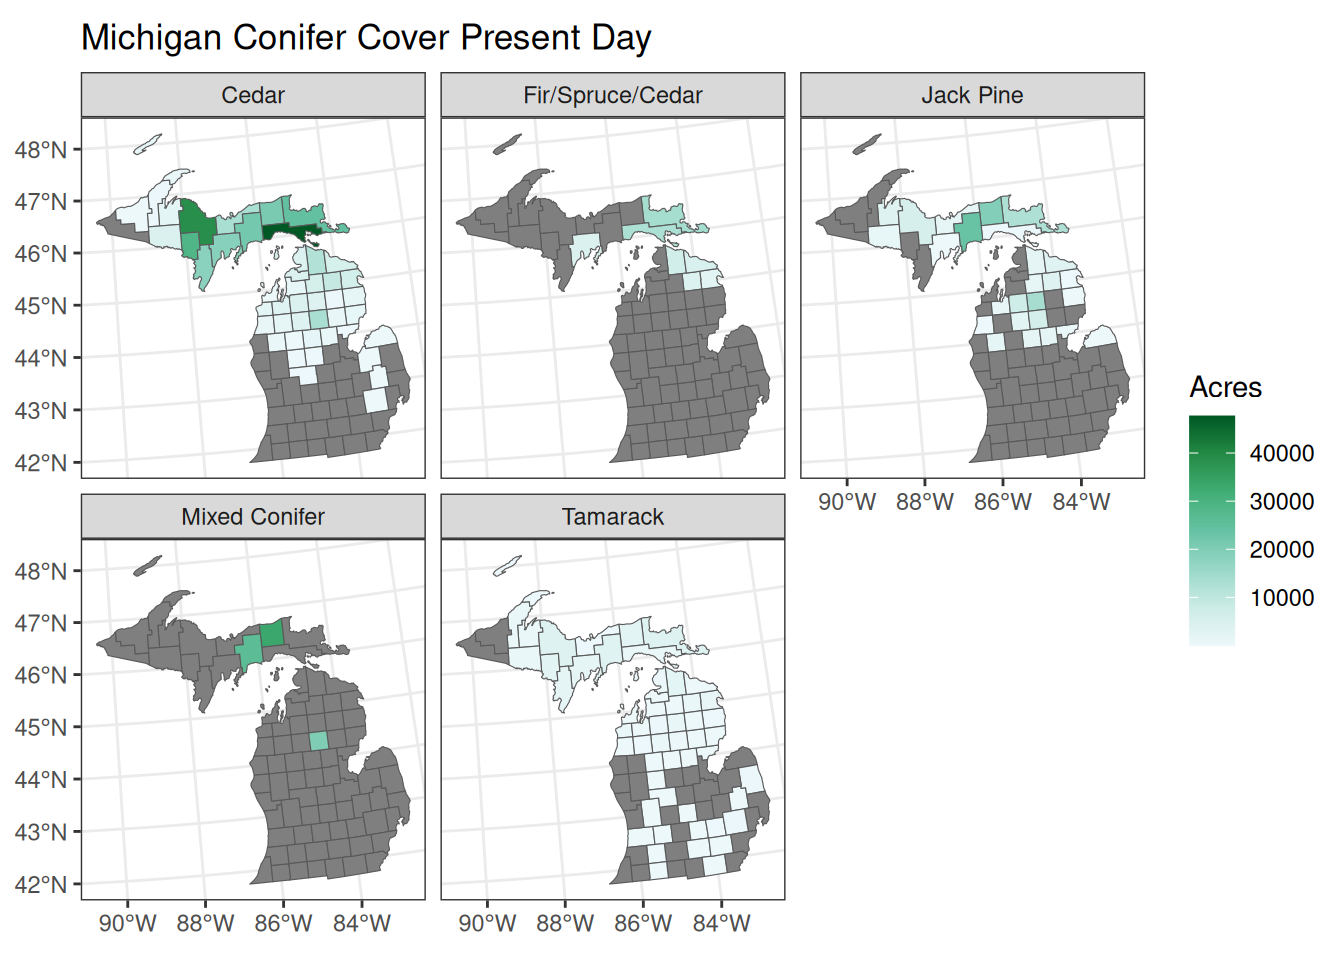 Michigan Conifer Cover Present Day
Cedar
Fir/Spruce/Cedar
Jack Pine
48°N
47°N
46°N
45°N
44°N
43°N
42°N
90°W 88°W 86°W 84°W
Mixed Conifer
Tamarack
48°N
47°N
46°N
45°N
44°N
43°N
42°N
90°W 88°W 86°W 84°W
90°W 88°W 86°W 84°W
Acres
40000
30000
20000
10000